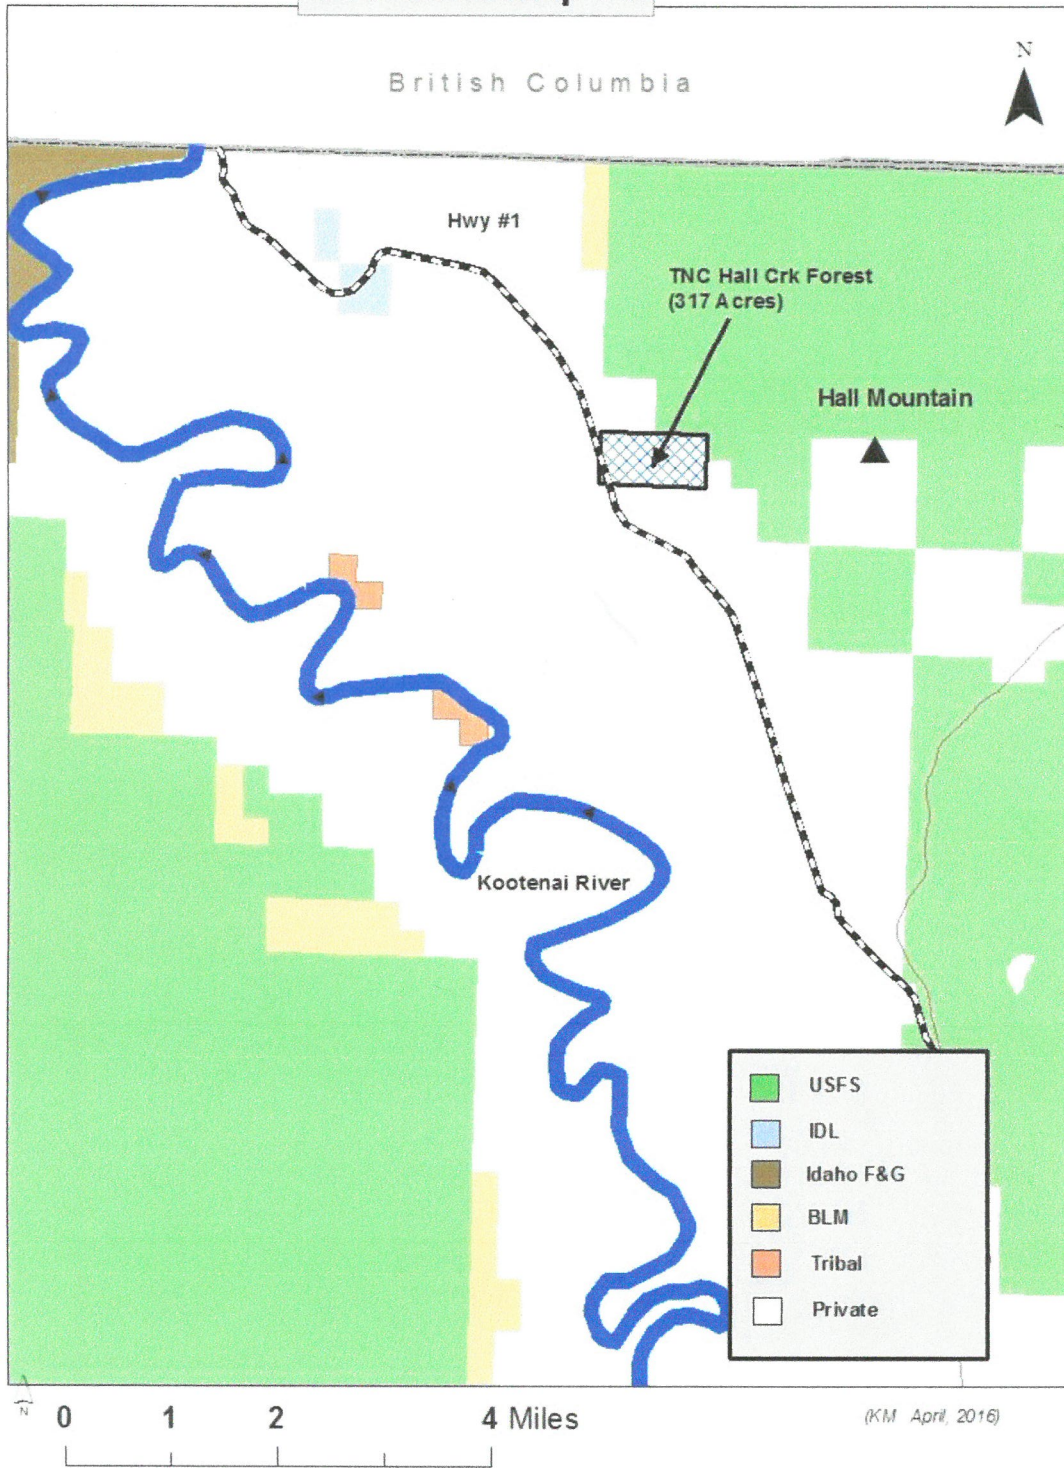 British Columbia
N
Hwy #1
TNC Hall Crk Forest
(317 Acres)
Hall Mountain
Kootenai River
USFS
IDL
Idaho F&G
BLM
Tribal
Private
N
0 1 2 4 Miles
(KM April, 2016)